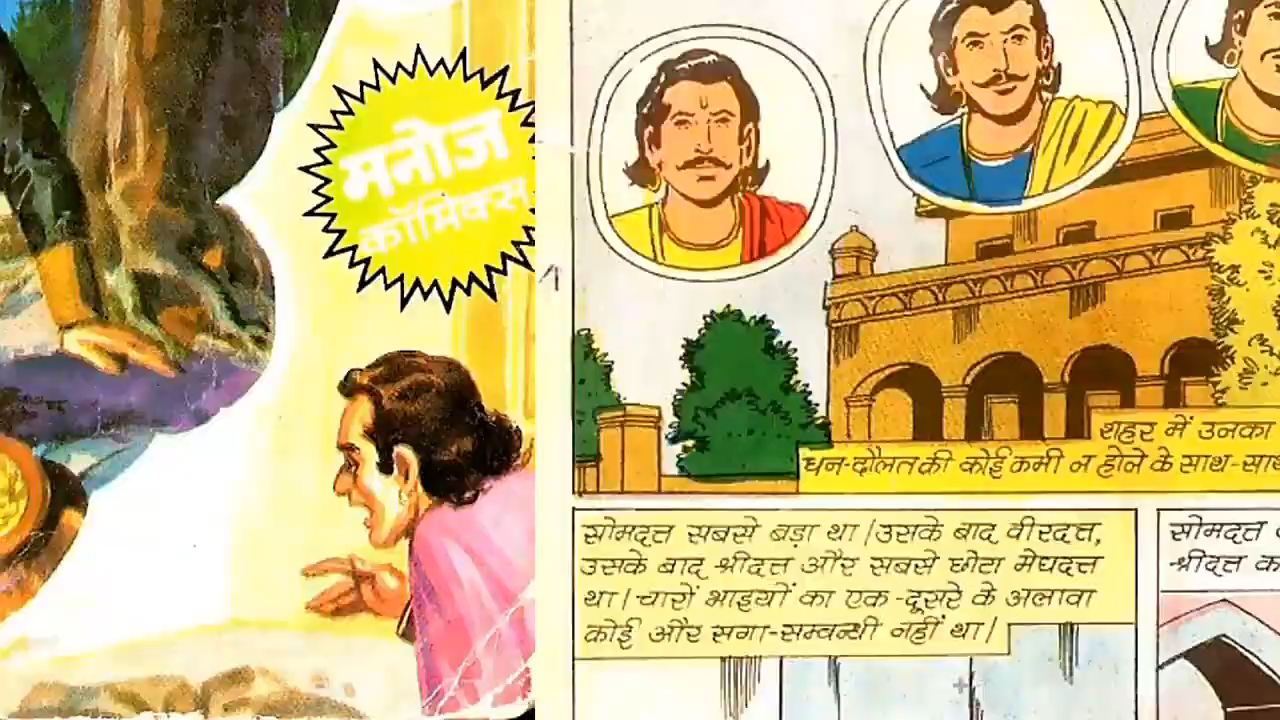 मनोज
कॉमिक्स
शहर में उनका
धन-दौलत की कोई कमी न होने के साथ-साथ
सोमदत्त सबसे बड़ा था। उसके बाद वीरदत्त,
उसके बाद श्रीदत्त और सबसे छोटा मेघदत्त
था। चारों भाइयों का एक-दूसरे के अलावा
कोई और सगा-सम्बन्धी नहीं था।
सोमदत्त
श्रीदत्त